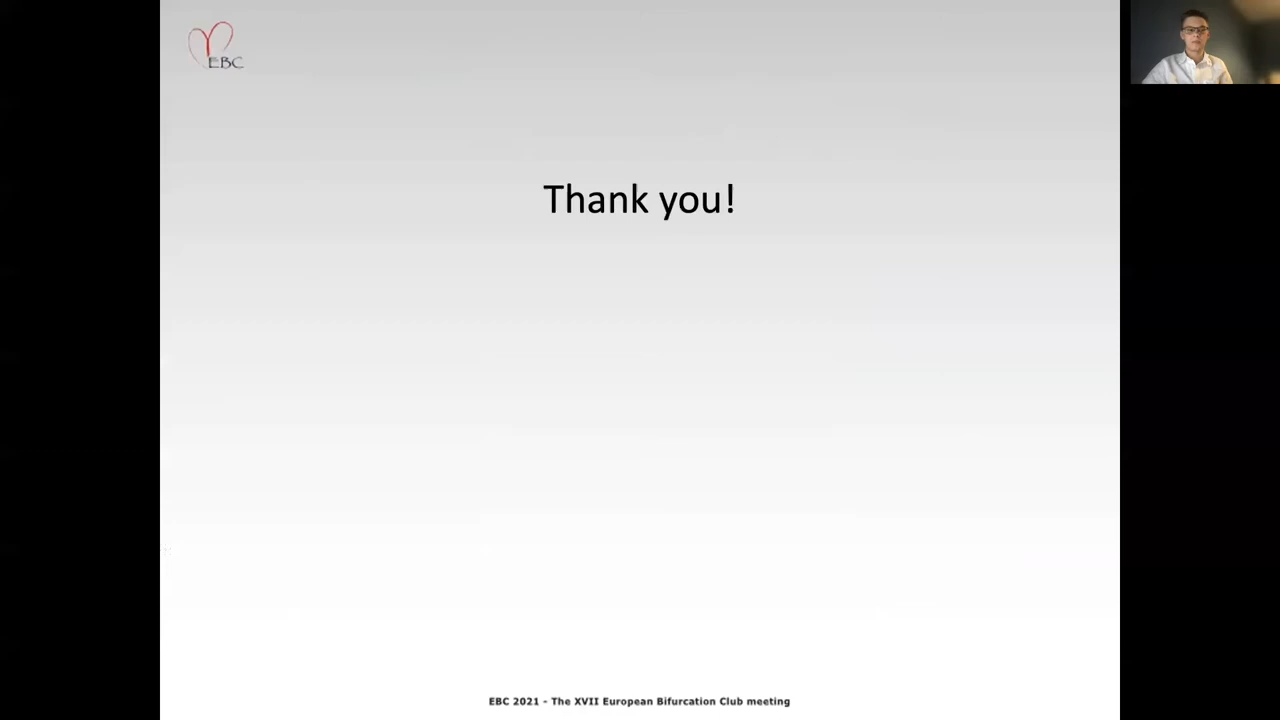 EBC
Thank you!
EBC 2021 - The XVII European Bifurcation Club meeting